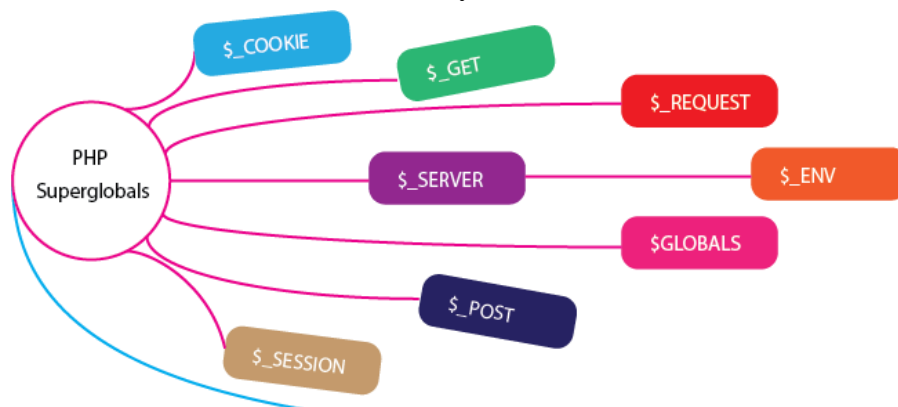 $_COOKIE
$_GET
$_REQUEST
PHP
Superglobals
$_SERVER
$_ENV
$GLOBALS
$_POST
$_SESSION